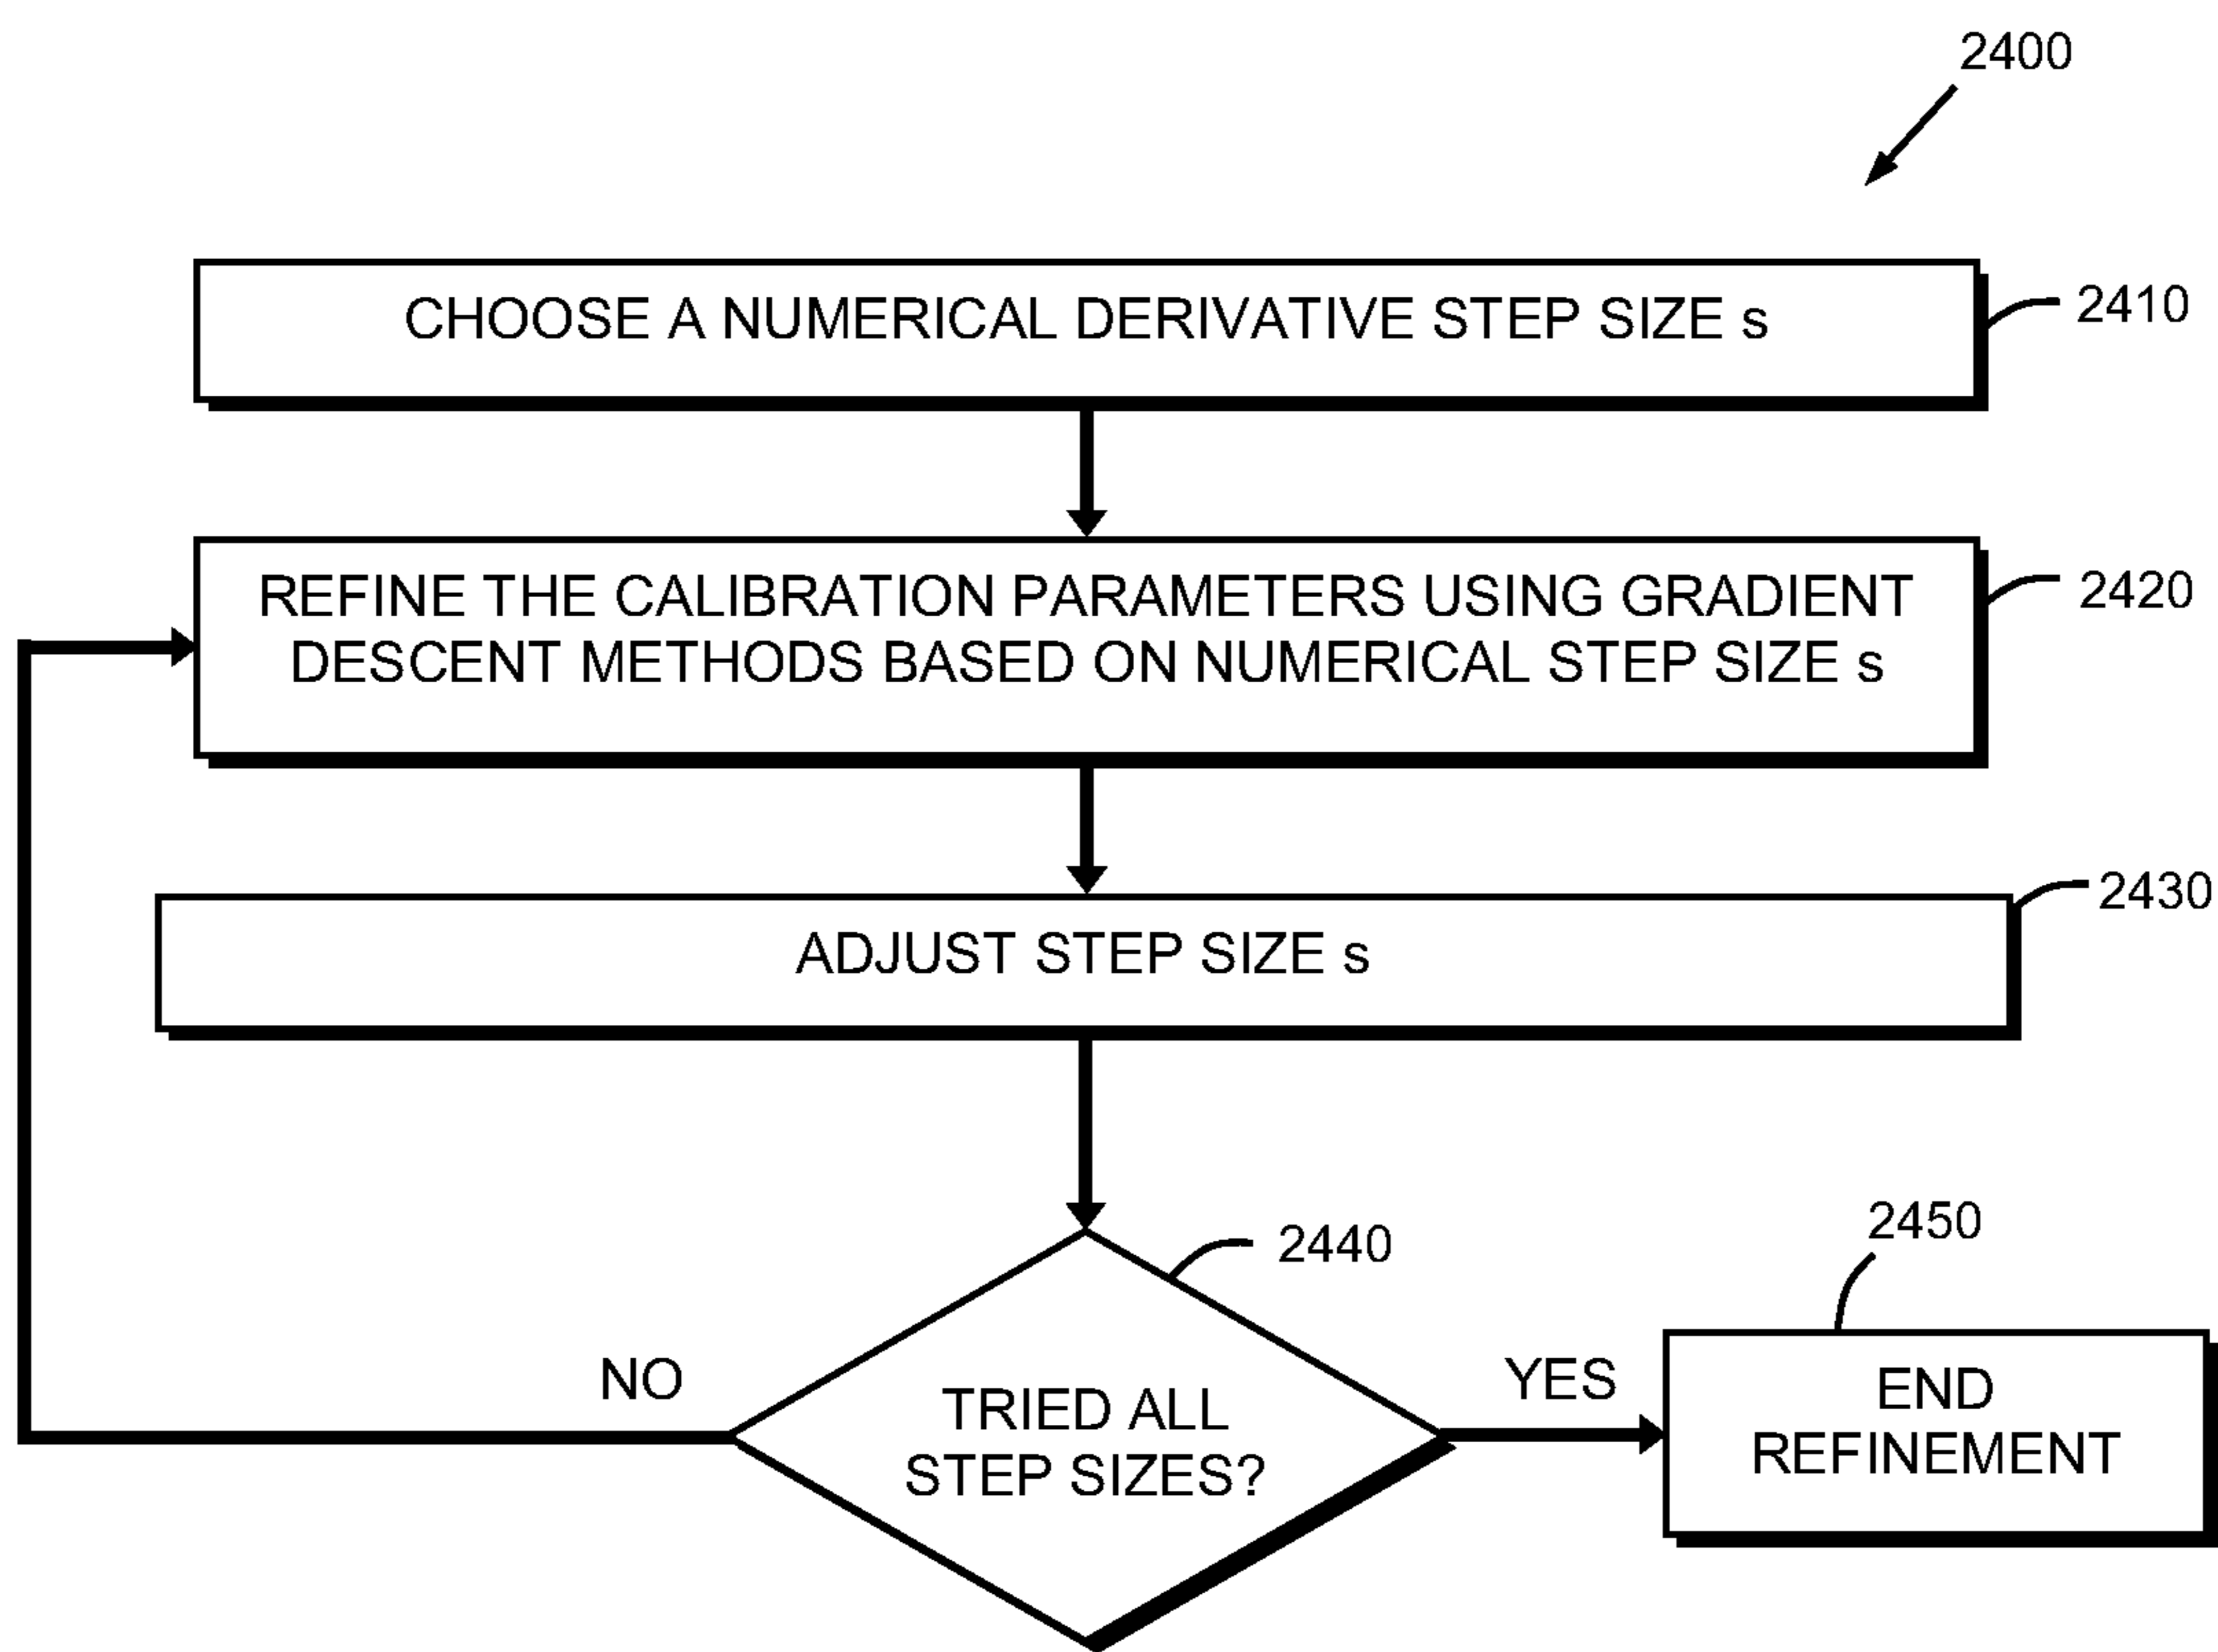 2400
CHOOSE A NUMERICAL DERIVATIVE STEP SIZE s
2410
REFINE THE CALIBRATION PARAMETERS USING GRADIENT
DESCENT METHODS BASED ON NUMERICAL STEP SIZE s
2420
ADJUST STEP SIZE s
2430
2440
TRIED ALL
STEP SIZES?
NO
YES
2450
END
REFINEMENT